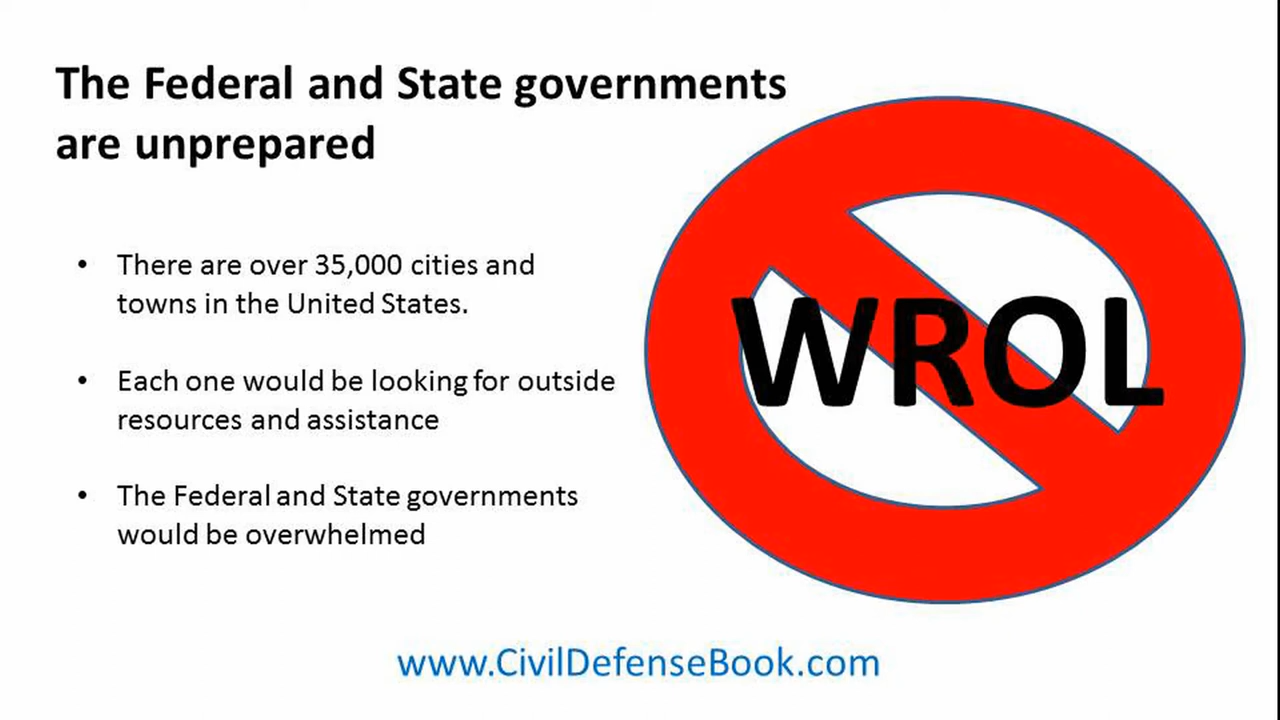 The Federal and State governments
are unprepared
• There are over 35,000 cities and
towns in the United States.
• Each one would be looking for outside
resources and assistance
• The Federal and State governments
would be overwhelmed
WROL
www.CivilDefenseBook.com